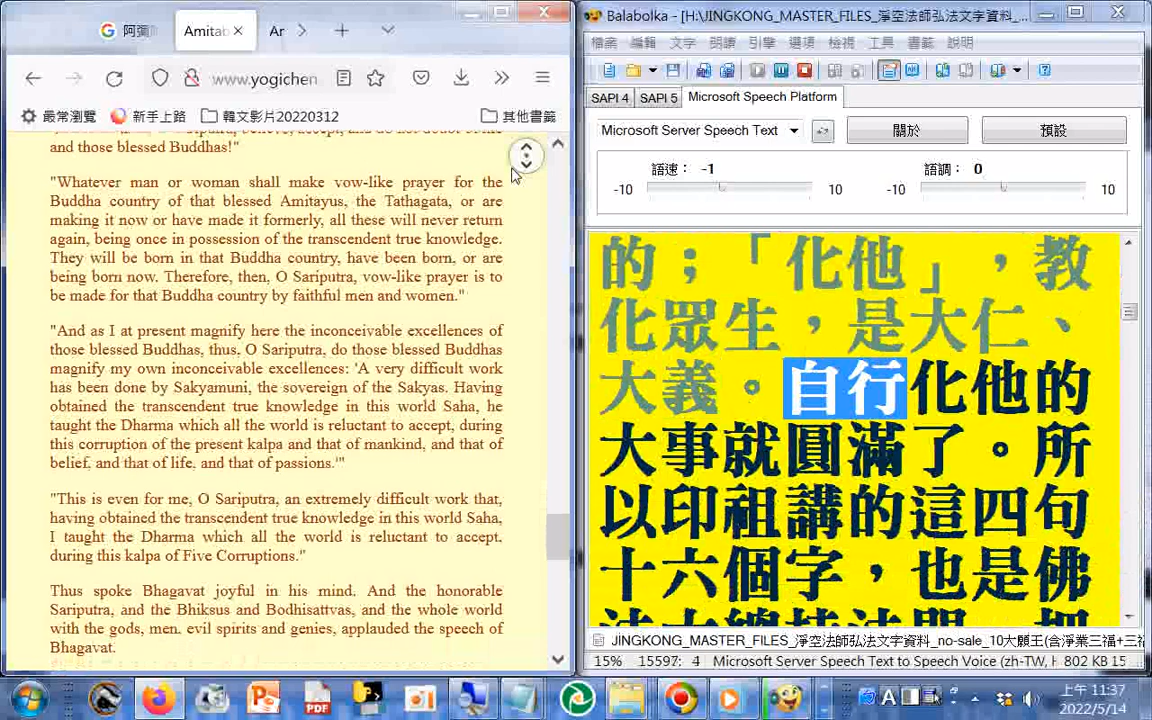 阿彌
Amitab
Ar
www.yogichen
最常瀏覽
新手上路
韓文影片20220312
其他書籤
and those blessed Buddhas!"
"Whatever man or woman shall make vow-like prayer for the
Buddha country of that blessed Amitayus, the Tathagata, or are
making it now or have made it formerly, all these will never return
again, being once in possession of the transcendent true knowledge.
They will be born in that Buddha country, have been born, or are
being born now. Therefore, then, O Sariputra, vow-like prayer is to
be made for that Buddha country by faithful men and women."
"And as I at present magnify here the inconceivable excellences of
those blessed Buddhas, thus, O Sariputra, do those blessed Buddhas
magnify my own inconceivable excellences: 'A very difficult work
has been done by Sakyamuni, the sovereign of the Sakyas. Having
obtained the transcendent true knowledge in this world Saha, he
taught the Dharma which all the world is reluctant to accept, during
this corruption of the present kalpa and that of mankind, and that of
belief, and that of life, and that of passions.'"
"This is even for me, O Sariputra, an extremely difficult work that,
having obtained the transcendent true knowledge in this world Saha,
I taught the Dharma which all the world is reluctant to accept,
during this kalpa of Five Corruptions."
Thus spoke Bhagavat joyful in his mind. And the honorable
Sariputra, and the Bhiksus and Bodhisattvas, and the whole world
with the gods, men, evil spirits and genies, applauded the speech of
Bhagavat.
Balabolka - [H:\JINGKONG_MASTER_FILES_淨空法師弘法文字資料_...
檔案 編輯 文字 朗讀 引擎 選項 檢視 工具 書籤 說明
SAPI 4 SAPI 5 Microsoft Speech Platform
Microsoft Server Speech Text 關於 預設
語速: -1 語調: 0
-10 10 -10 10
的；「化他」，教
化眾生，是大仁、
大義。自行化他的
大事就圓滿了。所
以印祖講的這四句
十六個字，也是佛
JINGKONG_MASTER_FILES_淨空法師弘法文字資料_no-sale_10大願王(含淨業三福+三福
15% 15597: 4 Microsoft Server Speech Text to Speech Voice (zh-TW, 802 KB 15
上午 11:37
2022/5/14